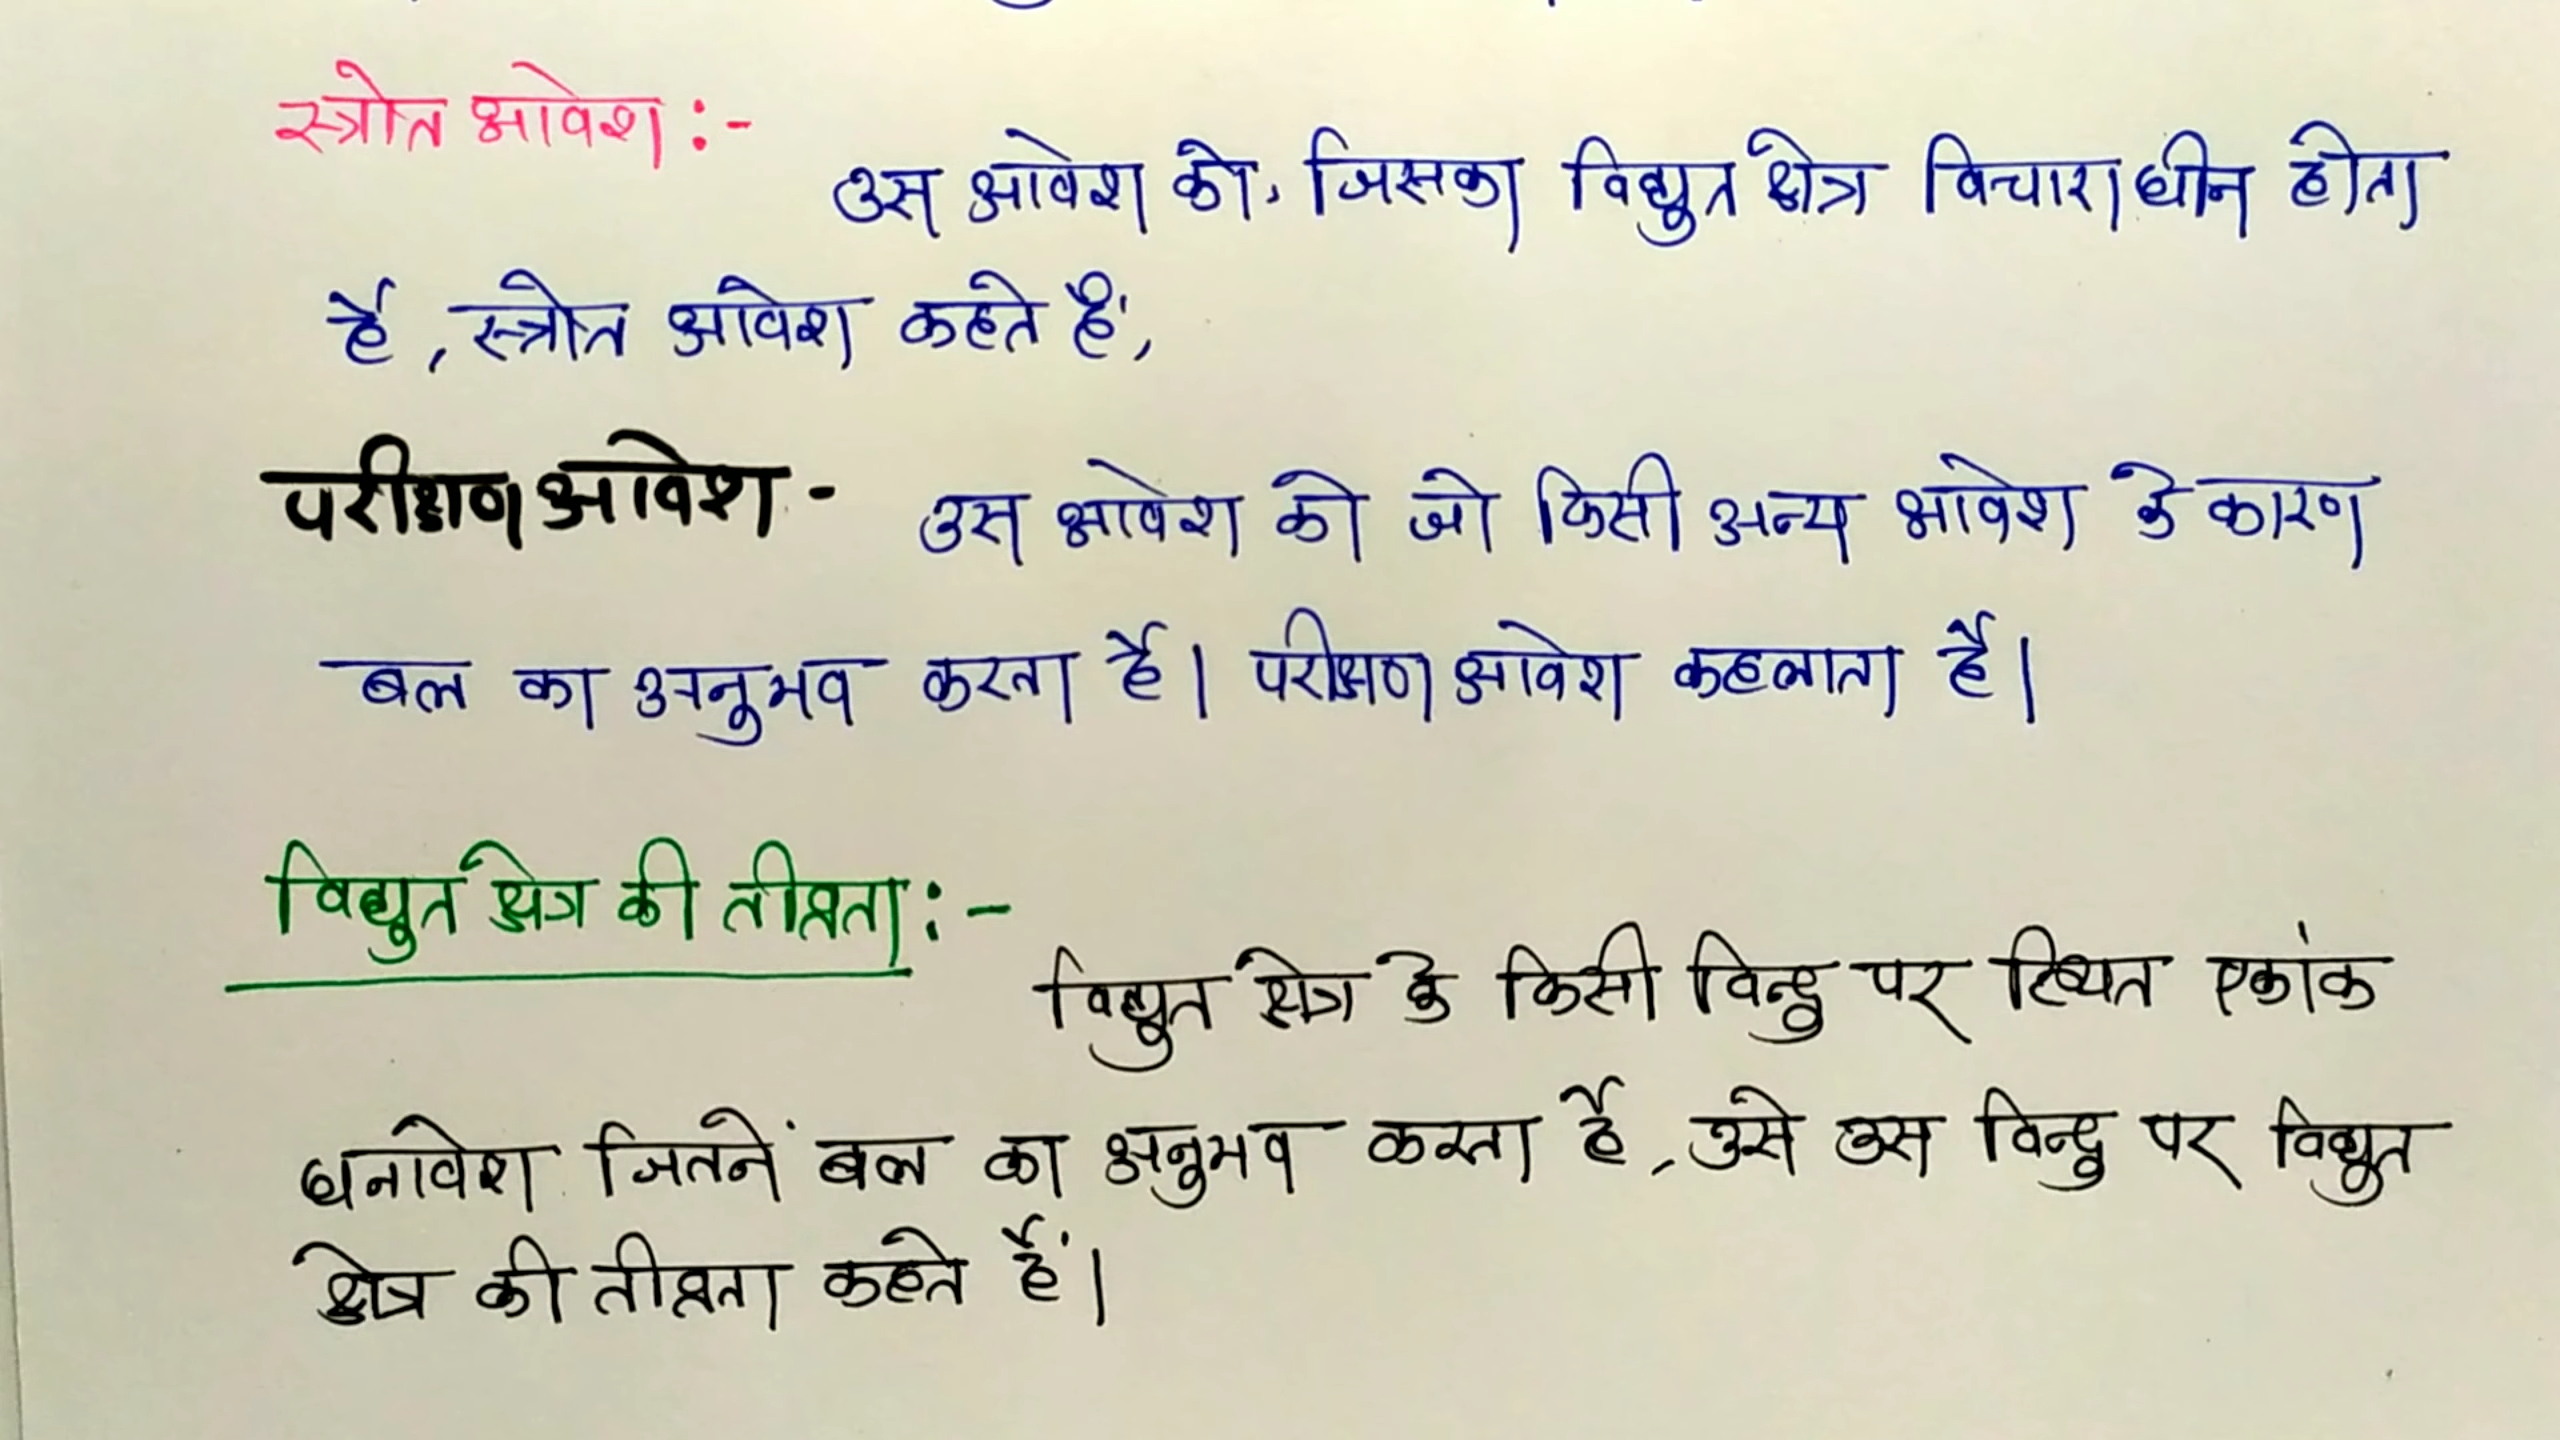 स्त्रोत आवेश :-
उस आवेश को, जिसका विद्युत क्षेत्र विचाराधीन होता
है, स्त्रोत आवेश कहते हैं,
परीक्षण आवेश - उस आवेश को जो किसी अन्य आवेश के कारण
बल का अनुभव करता है। परीक्षण आवेश कहलाता है।
विद्युत क्षेत्र की तीव्रता :-
विद्युत क्षेत्र के किसी विन्दु पर स्थित एकांक
धनावेश जितनें बल का अनुभव करता है, उसे उस विन्दु पर विद्युत
क्षेत्र की तीव्रता कहते हैं।